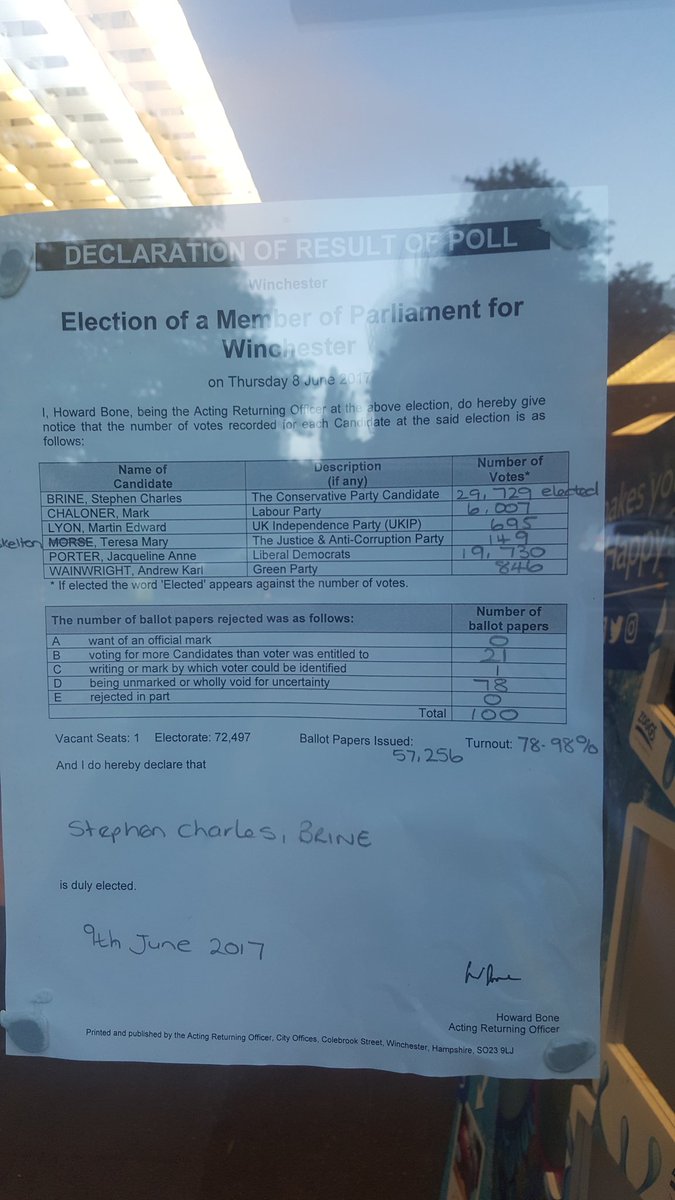 DECLARATION OF RESULT OF POLL
Winchester
Election of a Member of Parliament for
Winchester
on Thursday 8 June 2017
I, Howard Bone, being the Acting Returning Officer at the above election, do hereby give
notice that the number of votes recorded for each Candidate at the said election is as
follows:
Name of Candidate Description (if any) Number of Votes*
BRINE, Stephen Charles The Conservative Party Candidate 29,729 elected
CHALONER, Mark Labour Party 6,007
LYON, Martin Edward UK Independence Party (UKIP) 695
skelton MORSE, Teresa Mary The Justice & Anti-Corruption Party 149
PORTER, Jacqueline Anne Liberal Democrats 19,730
WAINWRIGHT, Andrew Karl Green Party 846
* If elected the word 'Elected' appears against the number of votes.
The number of ballot papers rejected was as follows: Number of ballot papers
A want of an official mark 0
B voting for more Candidates than voter was entitled to 21
C writing or mark by which voter could be identified 1
D being unmarked or wholly void for uncertainty 78
E rejected in part 0
Total 100
Vacant Seats: 1 Electorate: 72,497 Ballot Papers Issued: 57,256 Turnout: 78.98%
And I do hereby declare that
Stephen Charles, BRINE
is duly elected.
9th June 2017
Howard Bone
Acting Returning Officer
Printed and published by the Acting Returning Officer, City Offices, Colebrook Street, Winchester, Hampshire, SO23 9LJ
makes you
Happy?